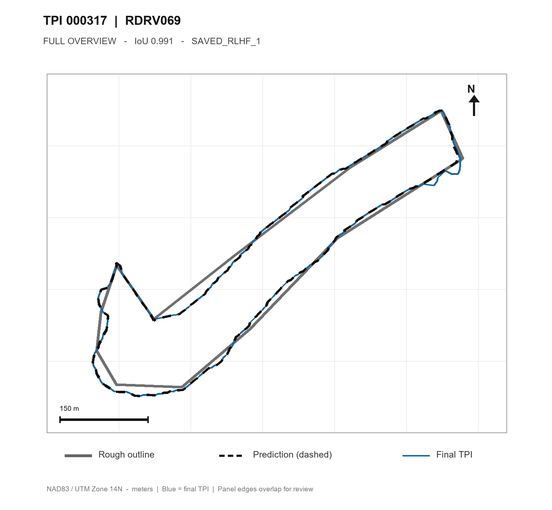 TPI 000317 | RDRV069
FULL OVERVIEW - IoU 0.991 - SAVED_RLHF_1
N
150 m
Rough outline Prediction (dashed) Final TPI
NAD83 / UTM Zone 14N - meters | Blue = final TPI | Panel edges overlap for review